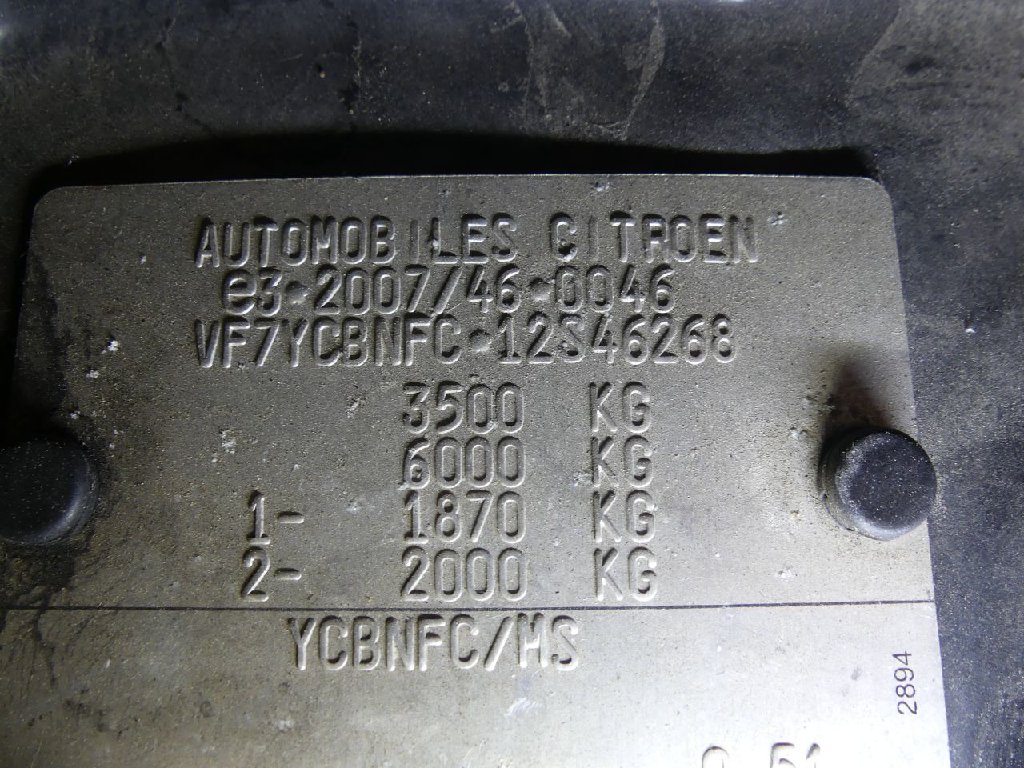 AUTOMOBILES CITROEN
e3*2007/46*0046
VF7YCBNFC*12S46268
3500 KG
6000 KG
1- 1870 KG
2- 2000 KG
YCBNFC/MS
2894